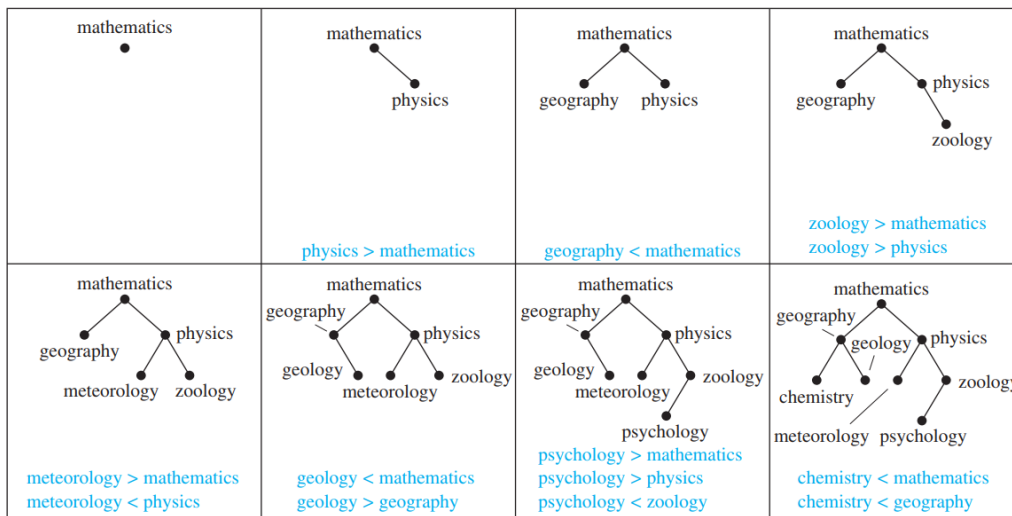 mathematics
mathematics
physics
physics > mathematics
mathematics
geography
physics
geography < mathematics
mathematics
geography
physics
zoology
zoology > mathematics
zoology > physics
mathematics
geography
physics
meteorology
zoology
meteorology > mathematics
meteorology < physics
mathematics
geography
physics
geology
zoology
meteorology
geology < mathematics
geology > geography
mathematics
geography
physics
geology
zoology
meteorology
psychology
psychology > mathematics
psychology > physics
psychology < zoology
mathematics
geography
geology
physics
chemistry
zoology
meteorology
psychology
chemistry < mathematics
chemistry < geography